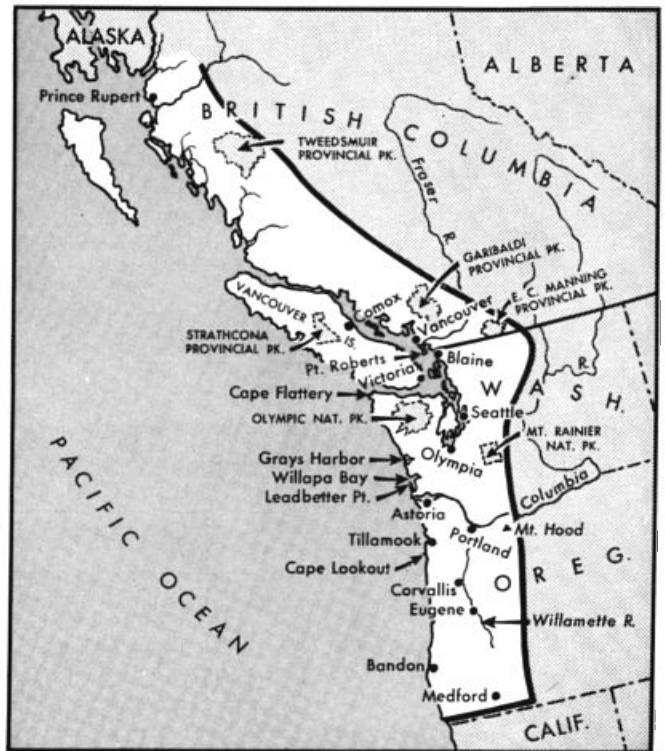 ALASKA
ALBERTA
Prince Rupert
BRITISH
COLUMBIA
TWEEDSMUIR
PROVINCIAL PK.
Fraser R.
GARIBALDI
PROVINCIAL PK.
E. C. MANNING
PROVINCIAL PK.
VANCOUVER
IS.
Comox
Vancouver
STRATHCONA
PROVINCIAL PK.
Pt. Roberts
Blaine
Victoria
R.
WASH.
Cape Flattery
OLYMPIC NAT. PK.
Seattle
MT. RAINIER
NAT. PK.
Grays Harbor
Olympia
Willapa Bay
Leadbetter Pt.
Columbia
Astoria
Portland
Mt. Hood
Tillamook
Cape Lookout
OREG.
Corvallis
Eugene
Willamette R.
PACIFIC OCEAN
Bandon
Medford
CALIF.